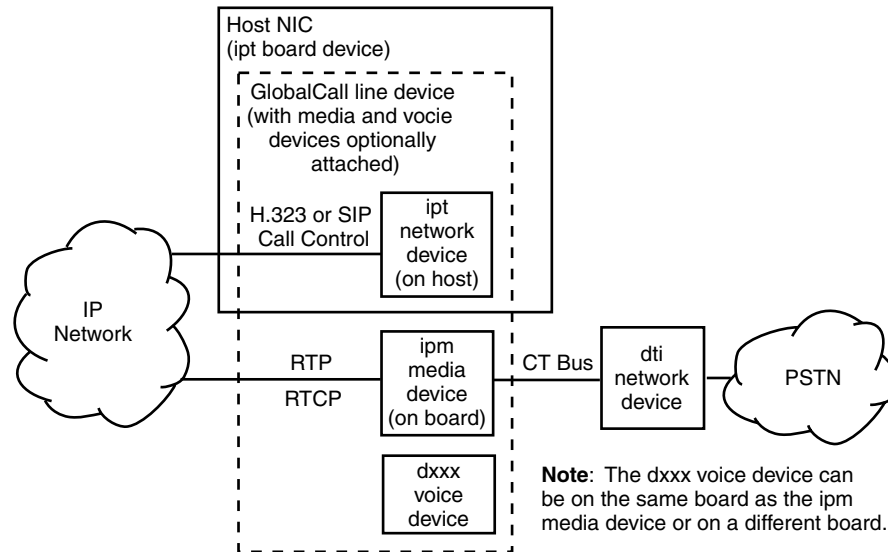 Host NIC
(ipt board device)
GlobalCall line device
(with media and vocie
devices optionally
attached)
H.323 or SIP
Call Control
ipt
network
device
(on host)
IP
Network
RTP
RTCP
ipm
media
device
(on board)
CT Bus
dti
network
device
PSTN
dxxx
voice
device
Note: The dxxx voice device can
be on the same board as the ipm
media device or on a different board.